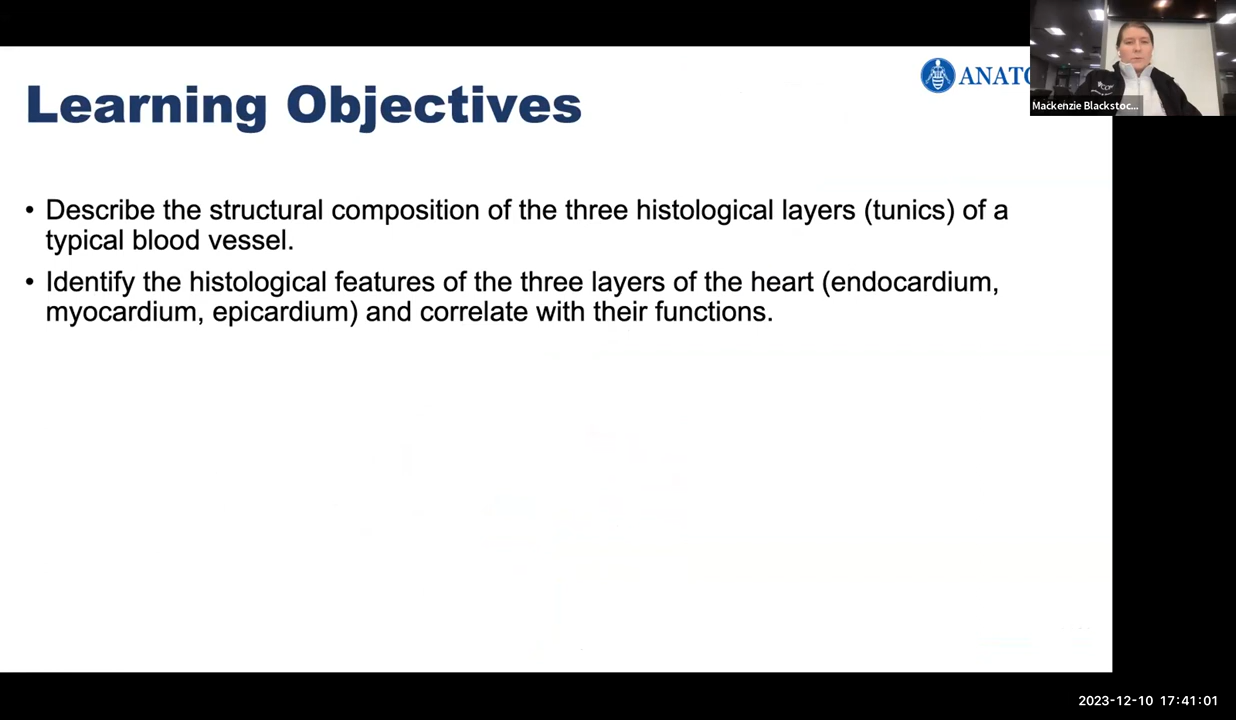 ANATO
Mackenzie Blackstoc...
Learning Objectives
• Describe the structural composition of the three histological layers (tunics) of a
typical blood vessel.
• Identify the histological features of the three layers of the heart (endocardium,
myocardium, epicardium) and correlate with their functions.
2023-12-10 17:41:01